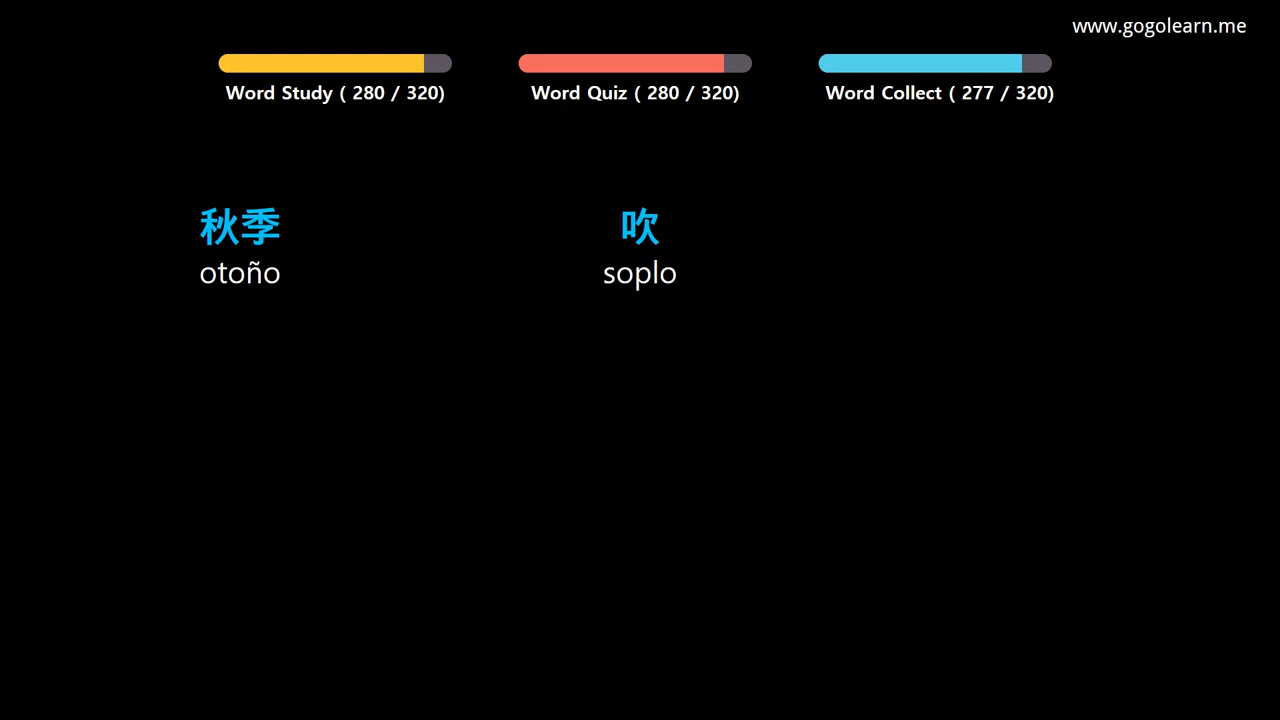 www.gogolearn.me
Word Study ( 280 / 320)
Word Quiz ( 280 / 320)
Word Collect ( 277 / 320)
秋季
otoño
吹
soplo